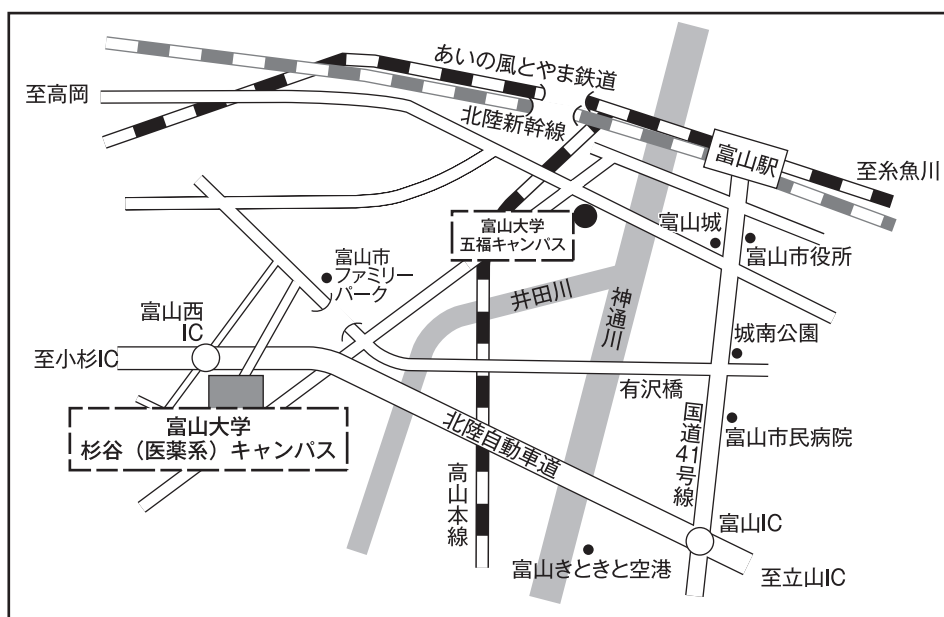 あいの風とやま鉄道
至高岡
北陸新幹線
富山駅
至糸魚川
富山大学
五福キャンパス
富山城
富山市役所
富山市
ファミリー
パーク
井田川
神通川
富山西
IC
城南公園
至小杉IC
有沢橋
富山大学
杉谷（医薬系）キャンパス
北陸自動車道
国道41号線
富山市民病院
高山本線
富山IC
富山きときと空港
至立山IC